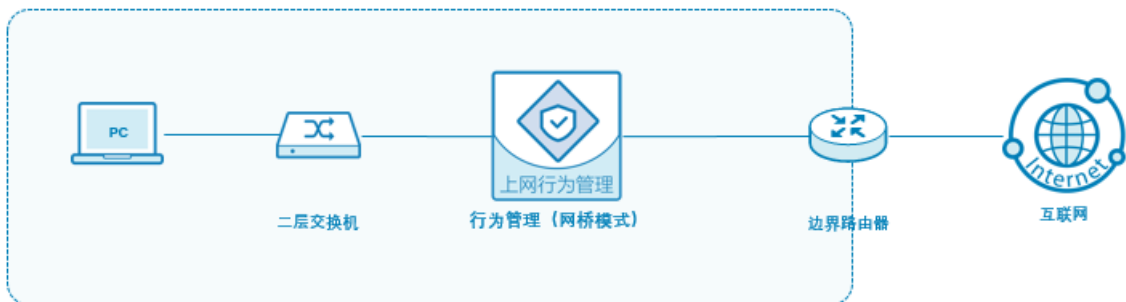 PC
二层交换机
上网行为管理
行为管理（网桥模式）
边界路由器
Internet
互联网